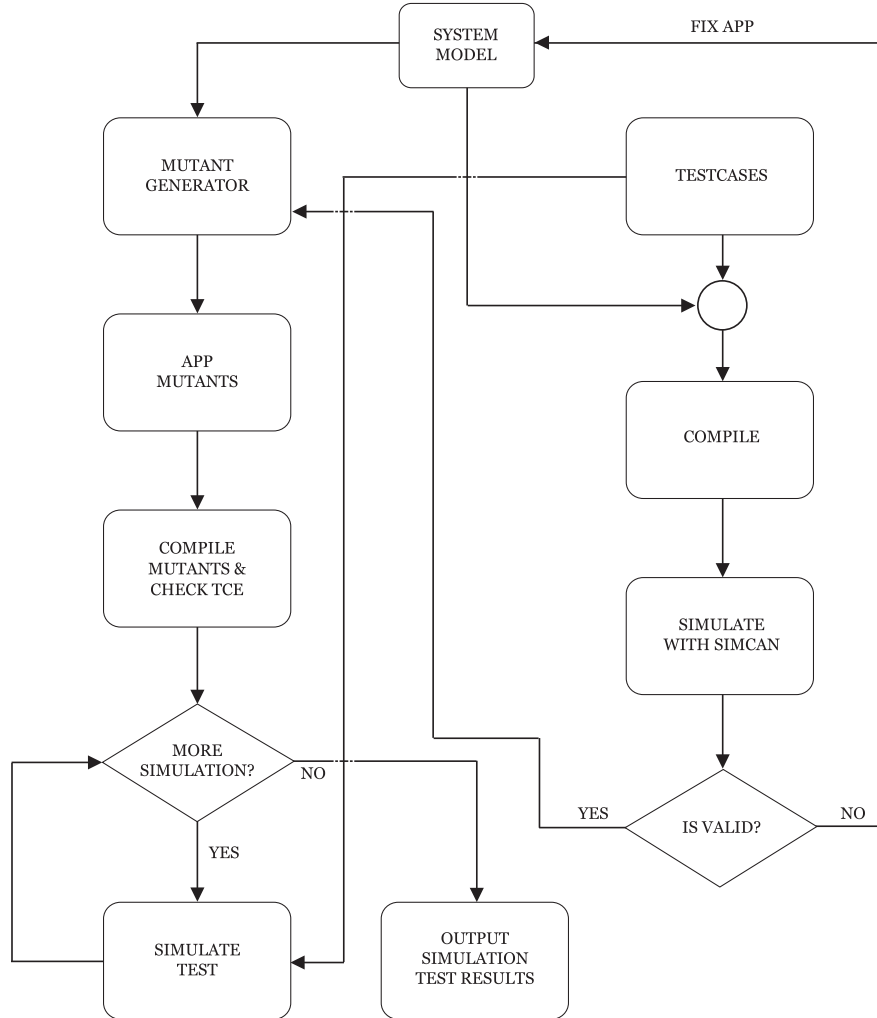 SYSTEM
MODEL
FIX APP
MUTANT
GENERATOR
TESTCASES
APP
MUTANTS
COMPILE
COMPILE
MUTANTS &
CHECK TCE
SIMULATE
WITH SIMCAN
MORE
SIMULATION?
NO
YES
IS VALID?
NO
YES
SIMULATE
TEST
OUTPUT
SIMULATION
TEST RESULTS